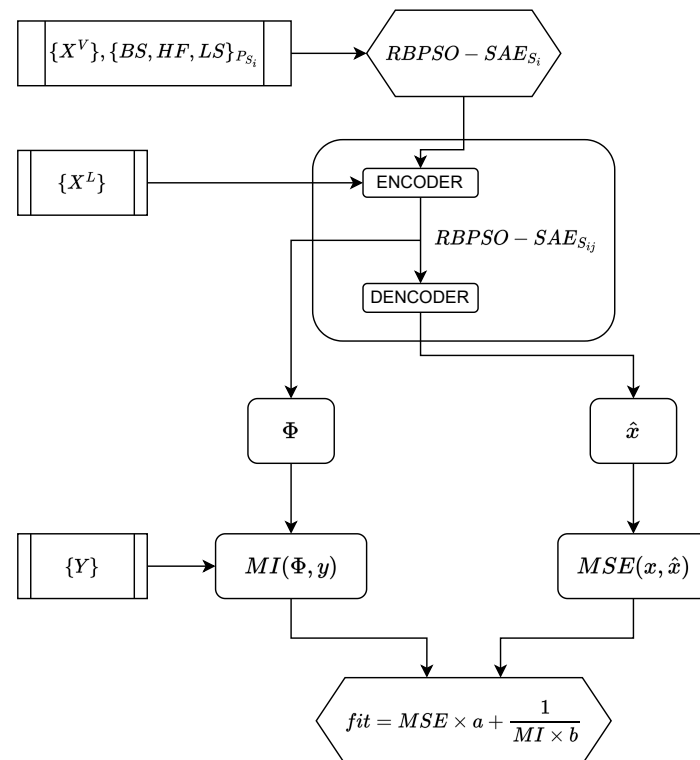 {X^V}, {BS, HF, LS}_{P_{S_i}}
RBPSO − SAE_{S_i}
{X^L}
ENCODER
RBPSO − SAE_{S_{ij}}
DENCODER
Φ
x̂
{Y}
MI(Φ, y)
MSE(x, x̂)
fit = MSE × a + \frac{1}{MI × b}